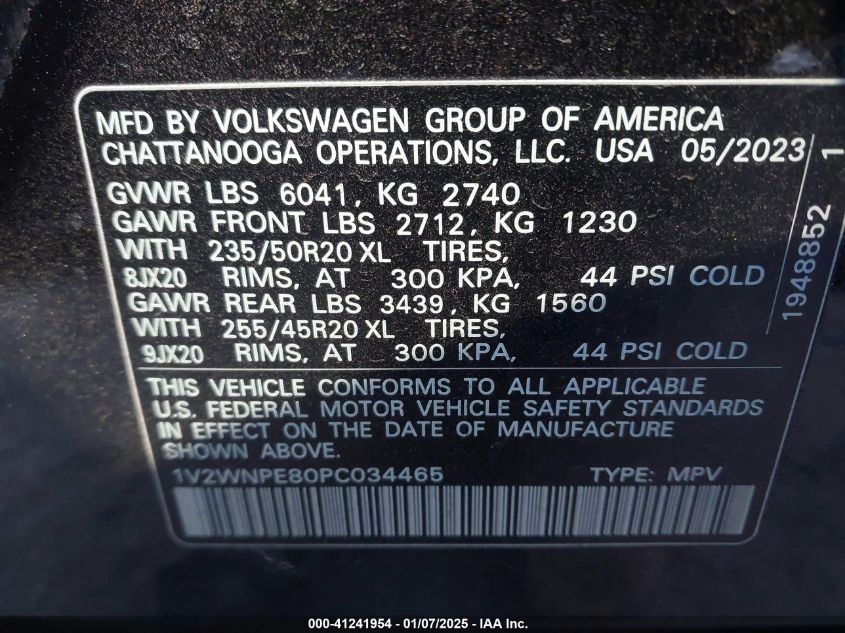 MFD BY VOLKSWAGEN GROUP OF AMERICA
CHATTANOOGA OPERATIONS, LLC. USA 05/2023
GVWR LBS 6041, KG 2740
GAWR FRONT LBS 2712, KG 1230
WITH 235/50R20 XL TIRES,
8JX20 RIMS, AT 300 KPA, 44 PSI COLD
GAWR REAR LBS 3439, KG 1560
WITH 255/45R20 XL TIRES,
9JX20 RIMS, AT 300 KPA, 44 PSI COLD
1948852 1
THIS VEHICLE CONFORMS TO ALL APPLICABLE
U.S. FEDERAL MOTOR VEHICLE SAFETY STANDARDS
IN EFFECT ON THE DATE OF MANUFACTURE
SHOWN ABOVE.
1V2WNPE80PC034465 TYPE: MPV
000-41241954 - 01/07/2025 - IAA Inc.